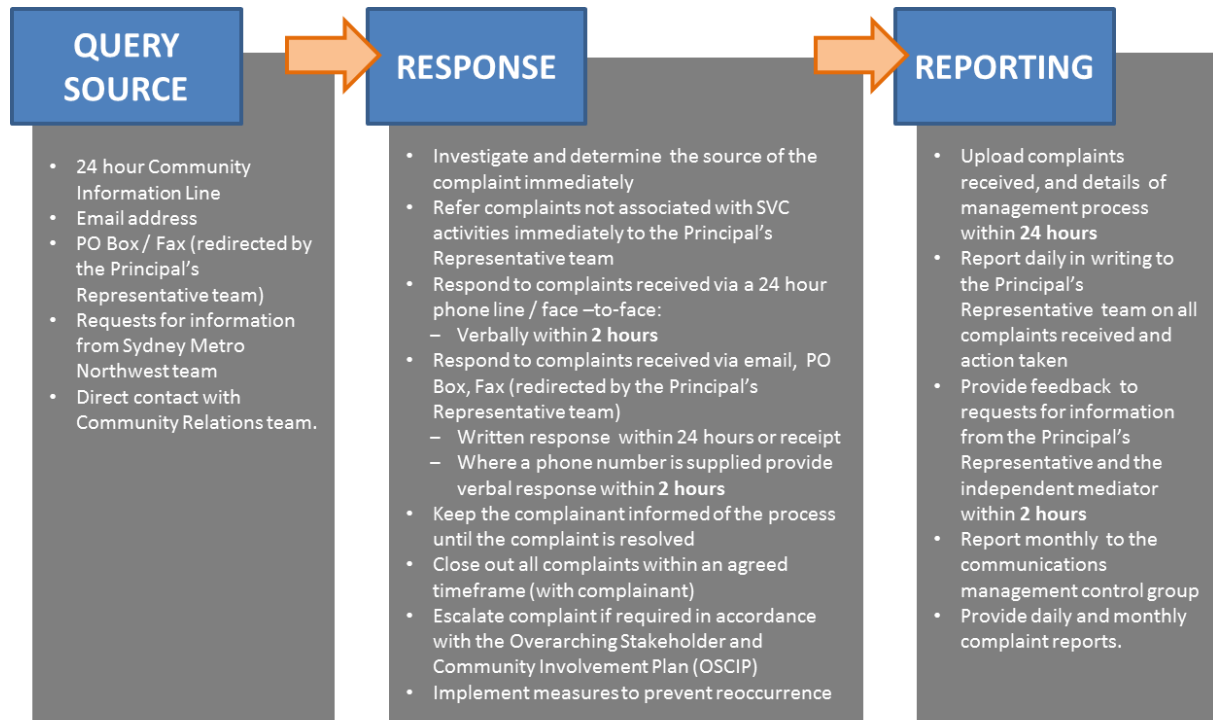 QUERY
SOURCE
• 24 hour Community
Information Line
• Email address
• PO Box / Fax (redirected by
the Principal's
Representative team)
• Requests for information
from Sydney Metro
Northwest team
• Direct contact with
Community Relations team.
RESPONSE
• Investigate and determine the source of the
complaint immediately
• Refer complaints not associated with SVC
activities immediately to the Principal's
Representative team
• Respond to complaints received via a 24 hour
phone line / face –to-face:
– Verbally within 2 hours
• Respond to complaints received via email, PO
Box, Fax (redirected by the Principal's
Representative team)
– Written response within 24 hours or receipt
– Where a phone number is supplied provide
verbal response within 2 hours
• Keep the complainant informed of the process
until the complaint is resolved
• Close out all complaints within an agreed
timeframe (with complainant)
• Escalate complaint if required in accordance
with the Overarching Stakeholder and
Community Involvement Plan (OSCIP)
• Implement measures to prevent reoccurrence
REPORTING
• Upload complaints
received, and details of
management process
within 24 hours
• Report daily in writing to
the Principal's
Representative team on all
complaints received and
action taken
• Provide feedback to
requests for information
from the Principal's
Representative and the
independent mediator
within 2 hours
• Report monthly to the
communications
management control group
• Provide daily and monthly
complaint reports.